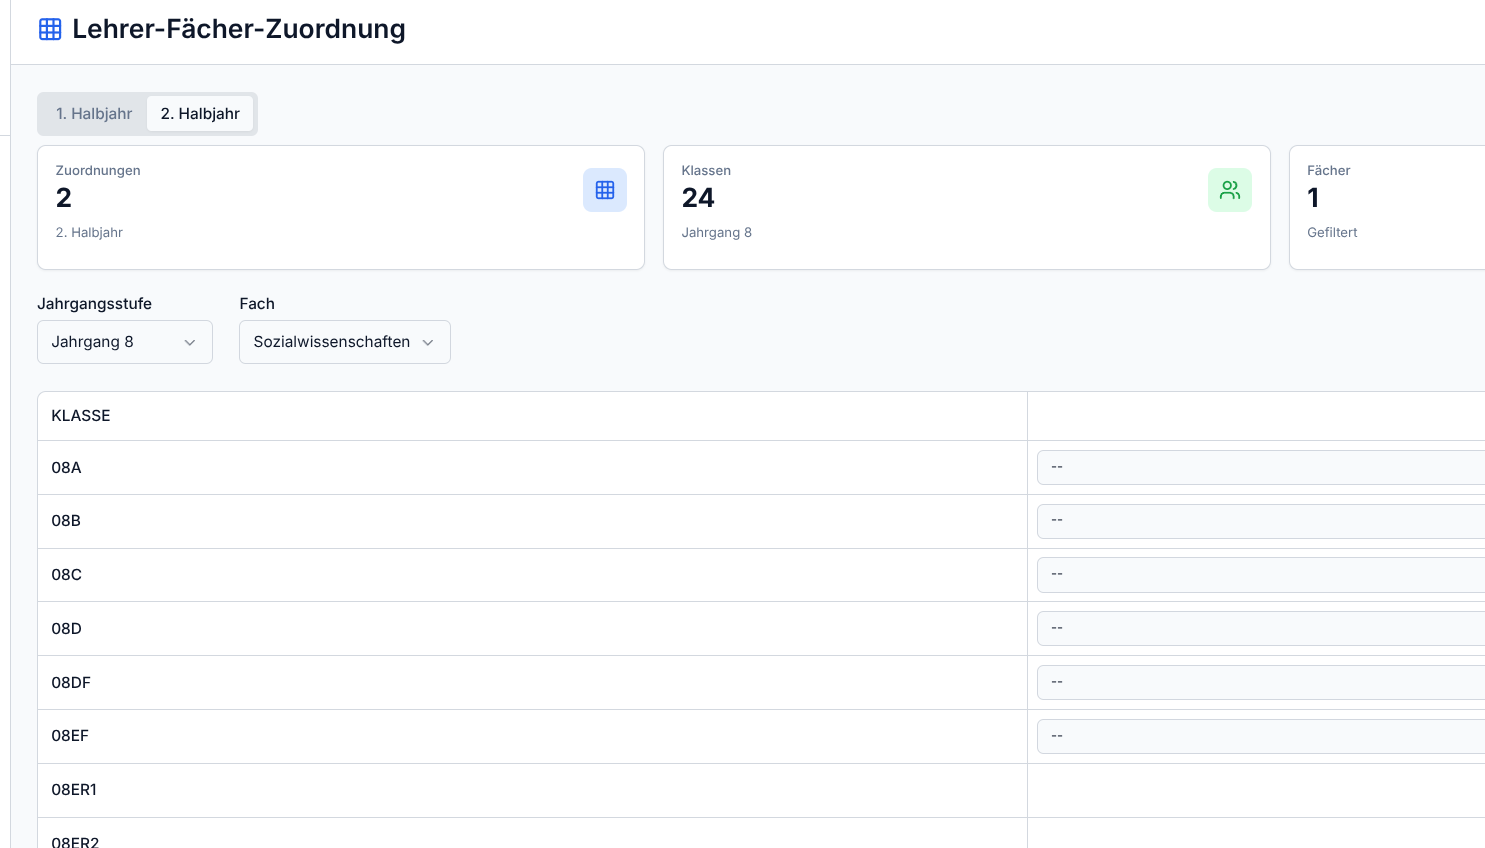 Lehrer-Fächer-Zuordnung
1. Halbjahr 2. Halbjahr
Zuordnungen
2
2. Halbjahr
Klassen
24
Jahrgang 8
Fächer
1
Gefiltert
Jahrgangsstufe Fach
Jahrgang 8 Sozialwissenschaften
KLASSE
08A --
08B --
08C --
08D --
08DF --
08EF --
08ER1
08ER2